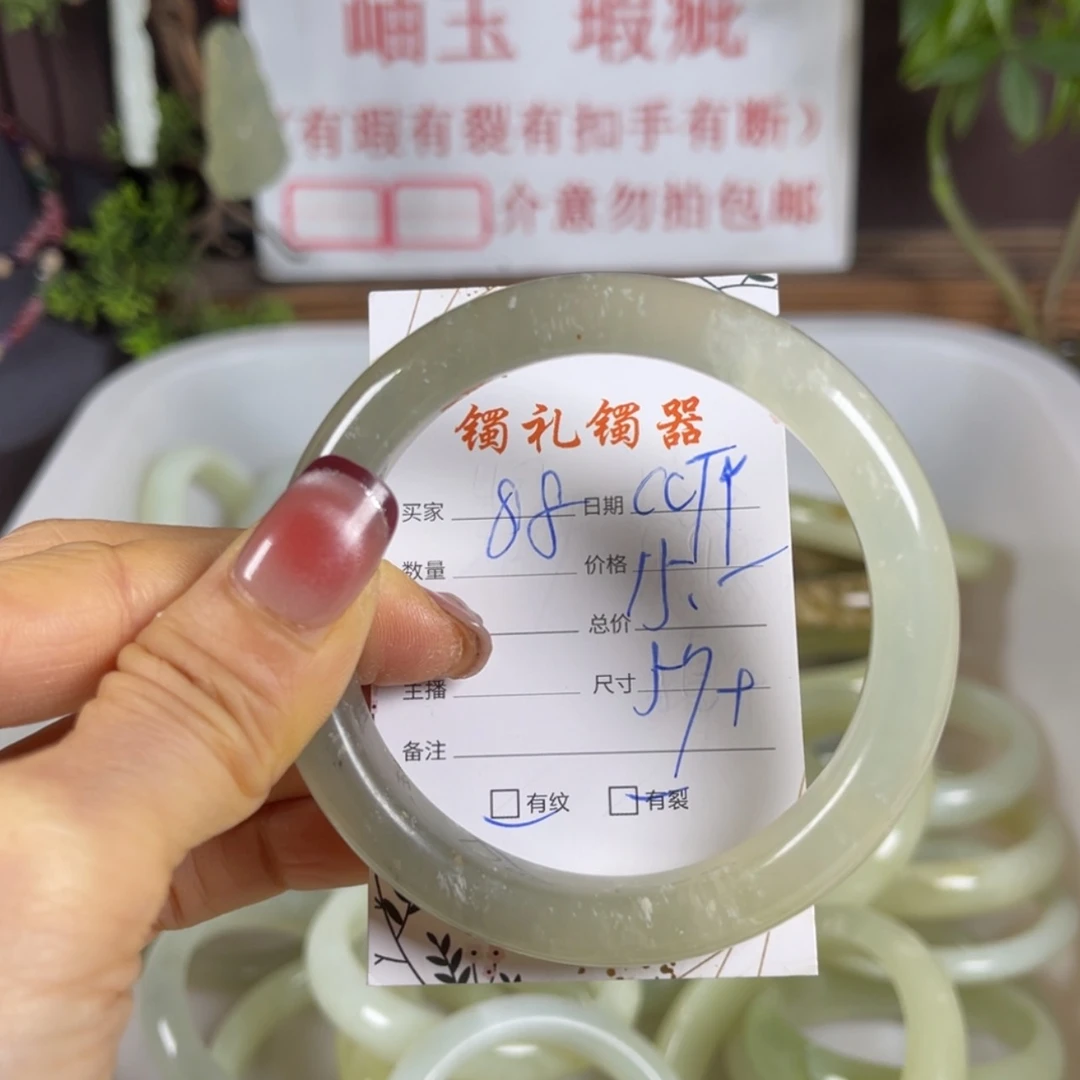 岫玉 瑕疵
(有瑕有裂有扣手有断)
介意勿拍包邮
镯礼镯器
买家 88 日期
数量 价格 15.
总价
主播 尺寸 57+
备注
□有纹 □有裂